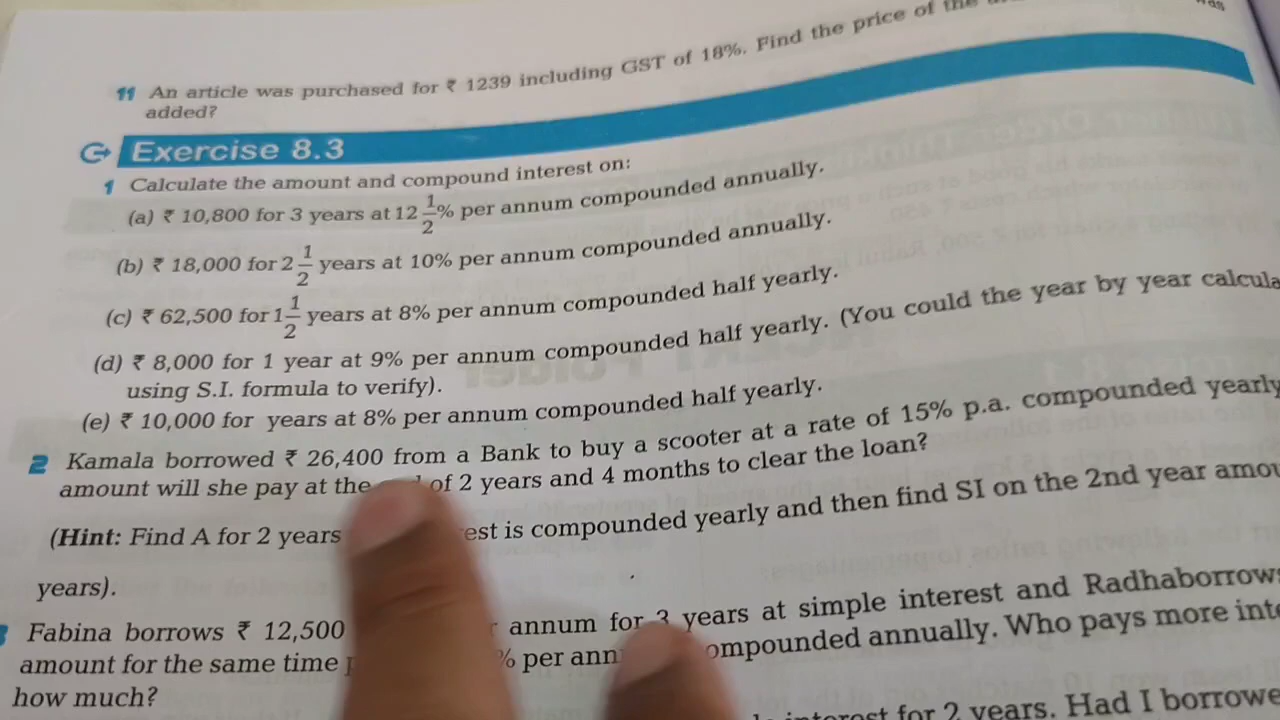 11 An article was purchased for ₹ 1239 including GST of 18%. Find the price of the
added?
Exercise 8.3
1 Calculate the amount and compound interest on:
(a) ₹ 10,800 for 3 years at 12 1/2% per annum compounded annually.
(b) ₹ 18,000 for 2 1/2 years at 10% per annum compounded annually.
(c) ₹ 62,500 for 1 1/2 years at 8% per annum compounded half yearly.
(d) ₹ 8,000 for 1 year at 9% per annum compounded half yearly. (You could the year by year calcula
using S.I. formula to verify).
(e) ₹ 10,000 for years at 8% per annum compounded half yearly.
2 Kamala borrowed ₹ 26,400 from a Bank to buy a scooter at a rate of 15% p.a. compounded yearly
amount will she pay at the of 2 years and 4 months to clear the loan?
(Hint: Find A for 2 years est is compounded yearly and then find SI on the 2nd year amou
years).
Fabina borrows ₹ 12,500 annum for 3 years at simple interest and Radhaborrows
amount for the same time % per ann ompounded annually. Who pays more inte
how much?
interest for 2 years. Had I borrowe